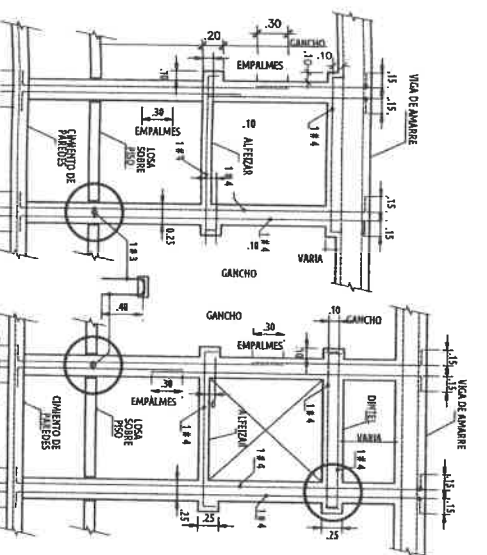 .20
.30
GANCHO
.10
.10
EMPALMES
.10
.15
.15
VIGA DE AMARRE
.30
EMPALMES
.10
ALFEIZAR
1#4
1#4
LOSA
SOBRE
PISO
CIMIENTO DE
PAREDES
.15
.15
1#4
1#4
.10
0.25
VARIA
1#3
GANCHO
.40
GANCHO
.10
GANCHO
.30
EMPALMES
.10
.15
.15
VIGA DE AMARRE
.30
EMPALMES
1#4
DINTEL
VARIA
1#4
ALFEIZAR
1#4
LOSA
SOBRE
PISO
CIMIENTO DE
PAREDES
1#4
.15
.15
.25
.25
1#4
.25